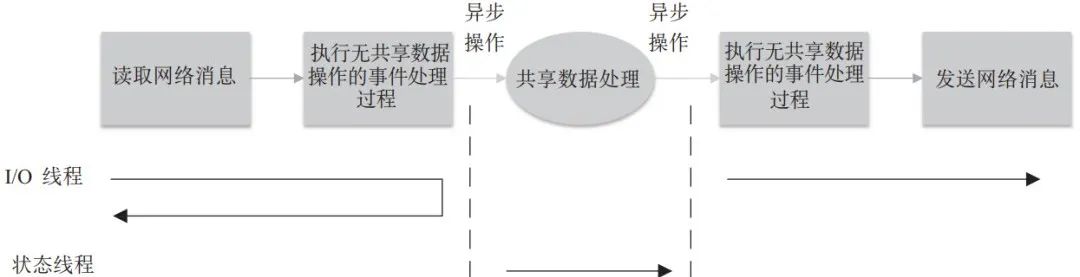 异步
操作
异步
操作
读取网络消息
执行无共享数据
操作的事件处理
过程
共享数据处理
执行无共享数据
操作的事件处理
过程
发送网络消息
I/O 线程
状态线程